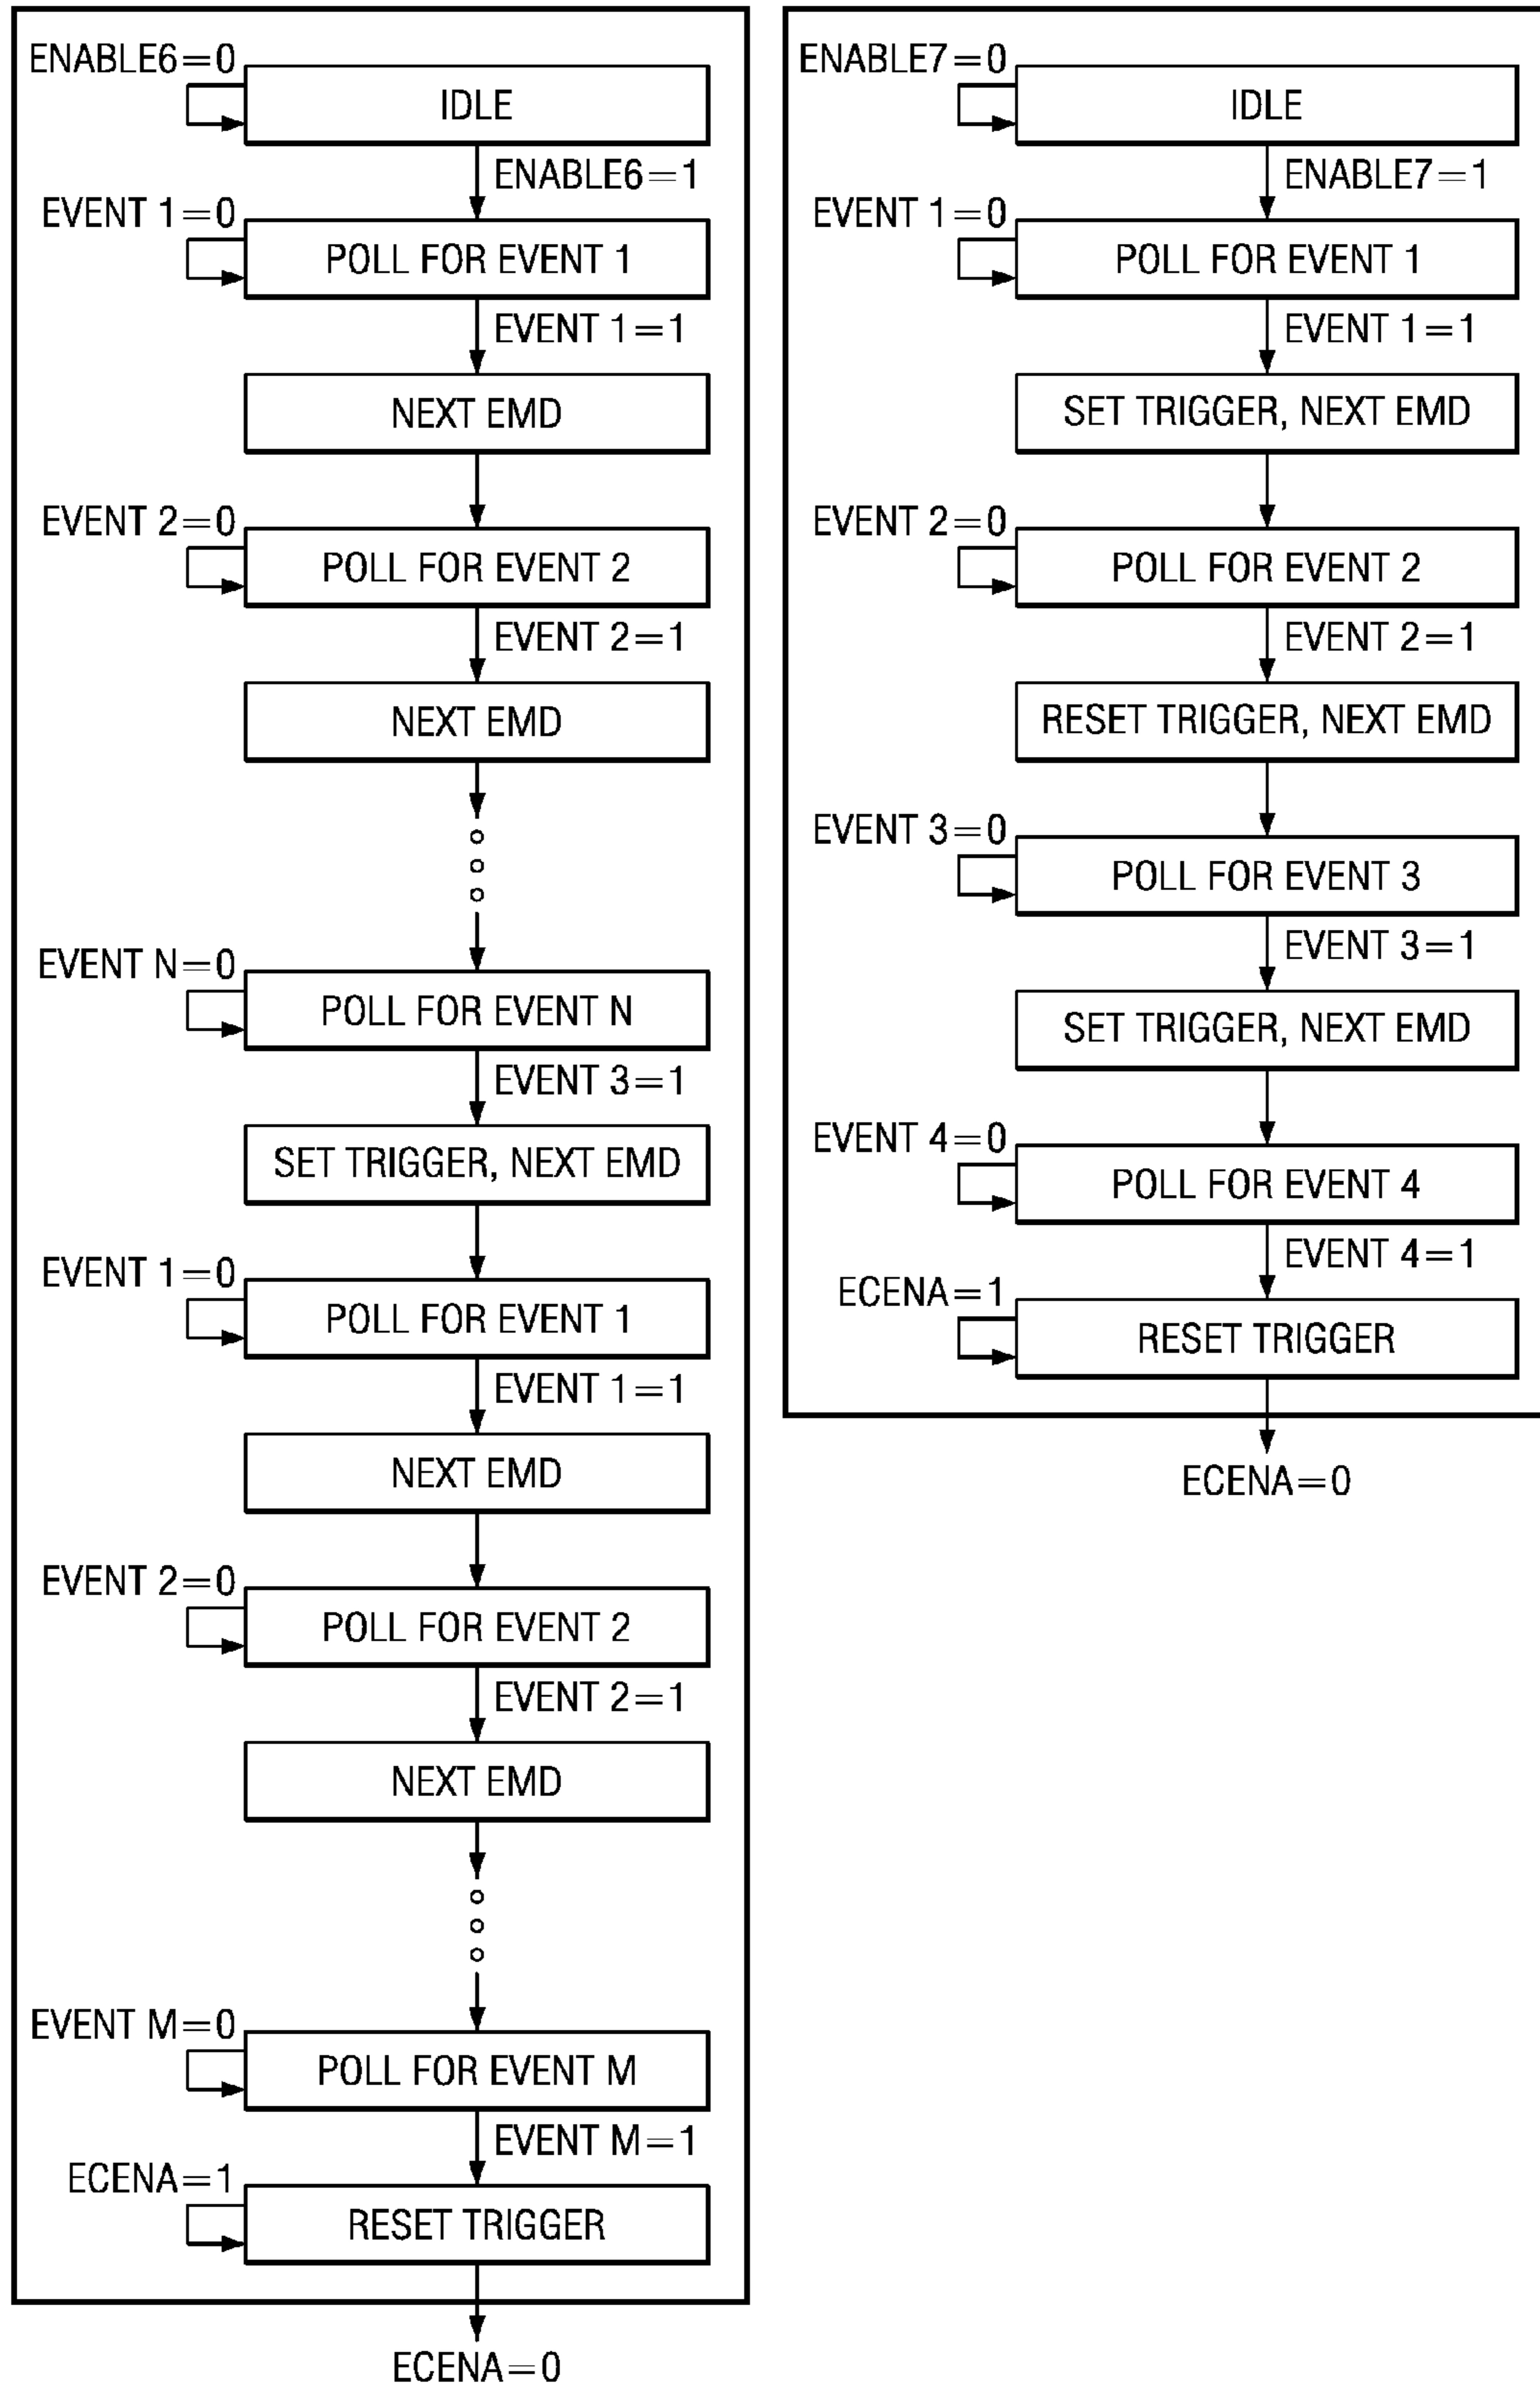 ENABLE6=0
IDLE
ENABLE6=1
EVENT 1=0
POLL FOR EVENT 1
EVENT 1=1
NEXT EMD
EVENT 2=0
POLL FOR EVENT 2
EVENT 2=1
NEXT EMD
EVENT N=0
POLL FOR EVENT N
EVENT 3=1
SET TRIGGER, NEXT EMD
EVENT 1=0
POLL FOR EVENT 1
EVENT 1=1
NEXT EMD
EVENT 2=0
POLL FOR EVENT 2
EVENT 2=1
NEXT EMD
EVENT M=0
POLL FOR EVENT M
EVENT M=1
ECENA=1
RESET TRIGGER
ECENA=0
ENABLE7=0
IDLE
ENABLE7=1
EVENT 1=0
POLL FOR EVENT 1
EVENT 1=1
SET TRIGGER, NEXT EMD
EVENT 2=0
POLL FOR EVENT 2
EVENT 2=1
RESET TRIGGER, NEXT EMD
EVENT 3=0
POLL FOR EVENT 3
EVENT 3=1
SET TRIGGER, NEXT EMD
EVENT 4=0
POLL FOR EVENT 4
EVENT 4=1
ECENA=1
RESET TRIGGER
ECENA=0